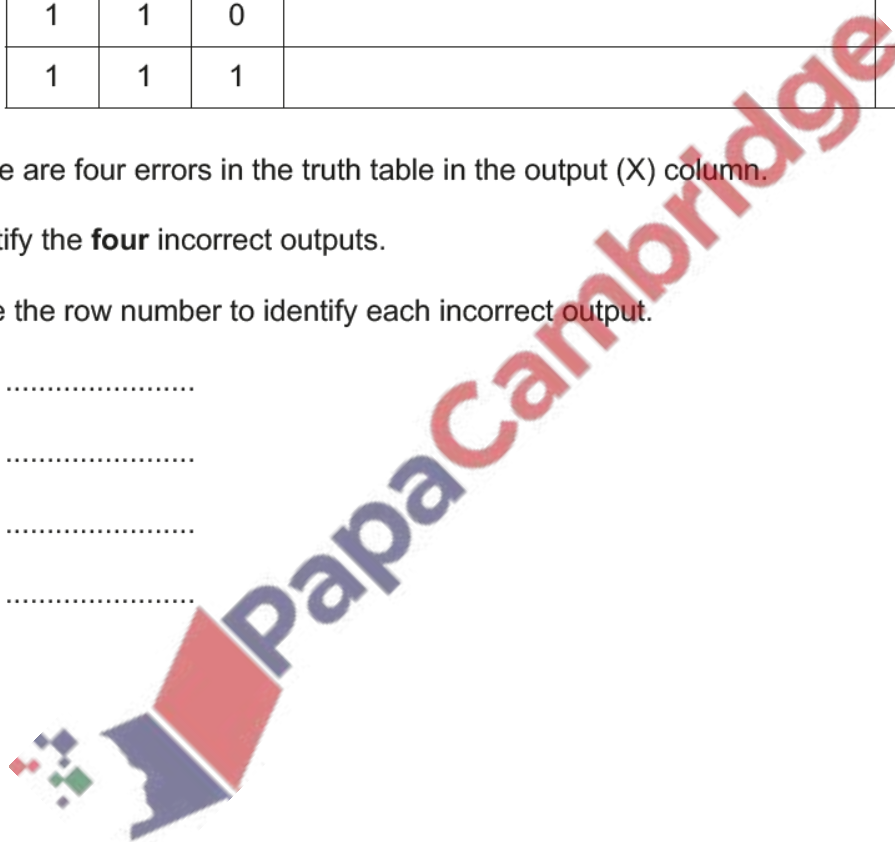 1 1 0
1 1 1
e are four errors in the truth table in the output (X) column.
tify the four incorrect outputs.
e the row number to identify each incorrect output.
.......................
.......................
.......................
.......................
PapaCambridge